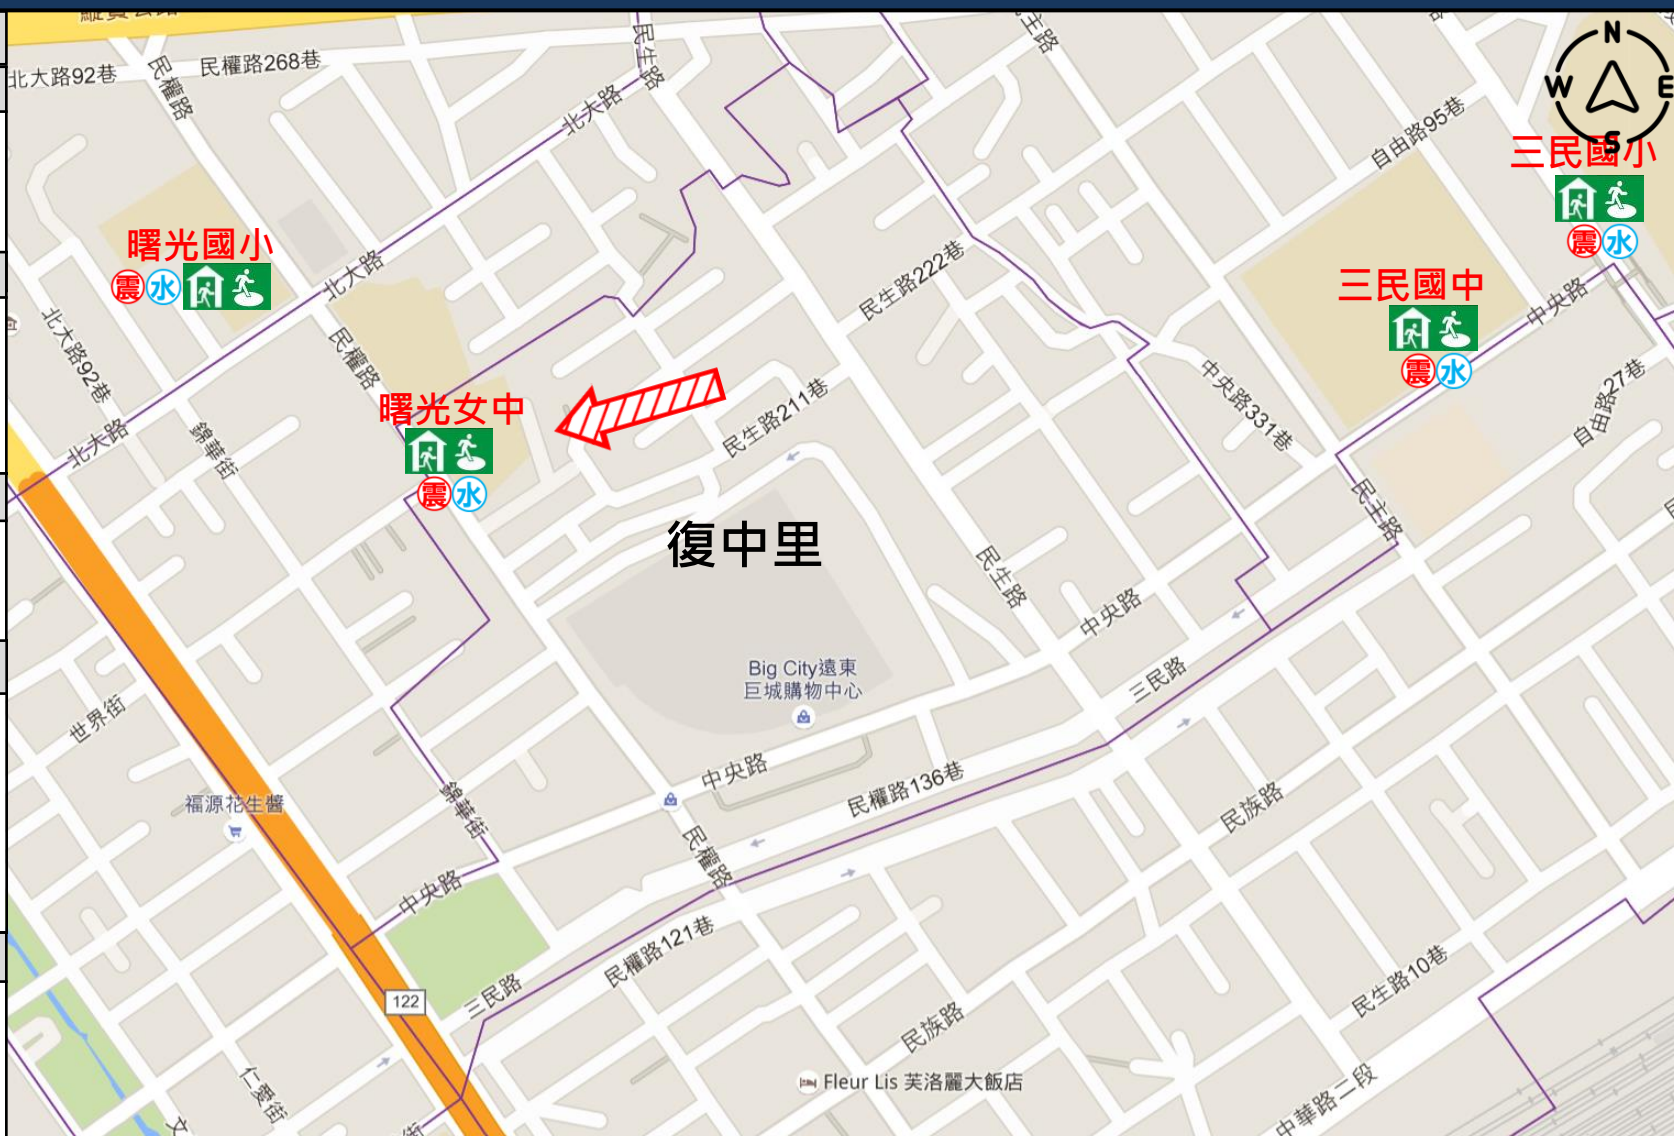 縱貫公路
北大路92巷
民權路
民權路268巷
民生路
北大路
民主路
N
W
E
S
自由路95巷
三民國小
震水
曙光國小
震水
北大路
民生路222巷
三民國中
震水
中央路
北大路92巷
民權路
曙光女中
震水
民生路211巷
中央路331巷
自由路27巷
北大路
錦華街
復中里
民主路
民生路
中央路
Big City遠東
巨城購物中心
三民路
世界街
中央路
民權路136巷
福源花生醬
錦華街
民權路
民族路
中央路
民權路121巷
122
三民路
民生路10巷
民族路
仁愛街
Fleur Lis 芙洛麗大飯店
中華路二段
文
街